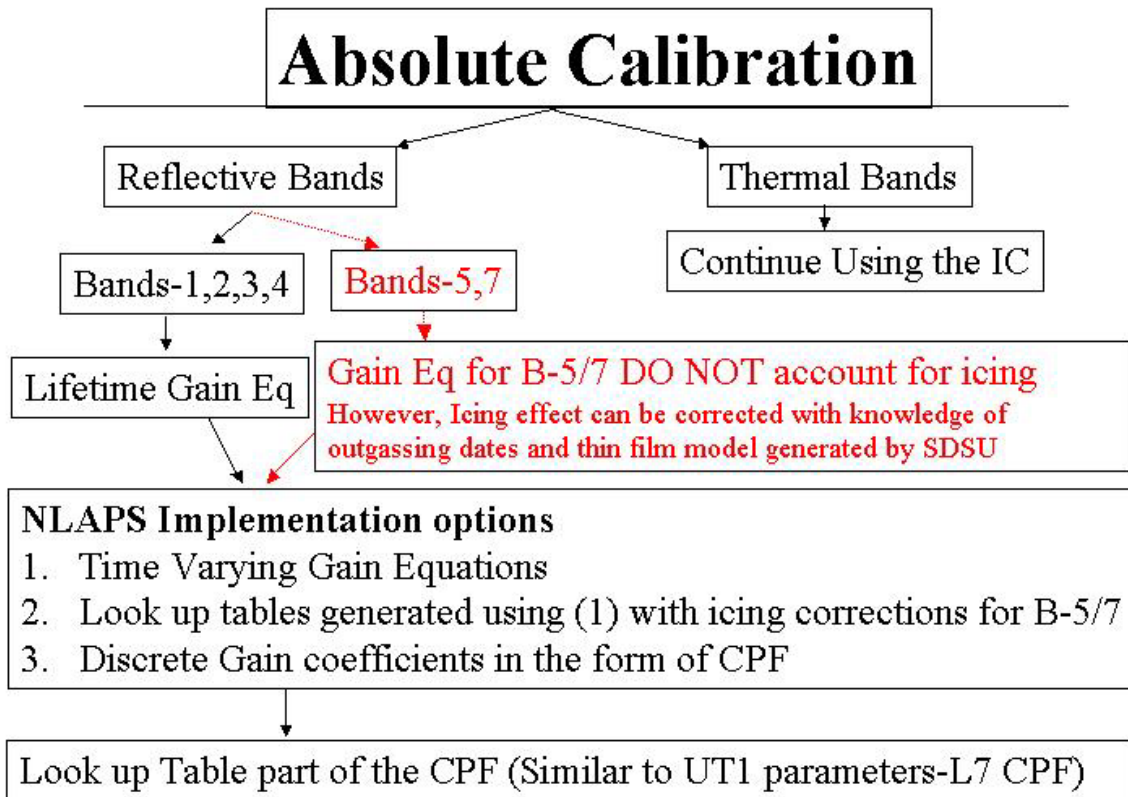 Absolute Calibration
Reflective Bands
Thermal Bands
Bands-1,2,3,4
Bands-5,7
Continue Using the IC
Lifetime Gain Eq
Gain Eq for B-5/7 DO NOT account for icing
However, Icing effect can be corrected with knowledge of
outgassing dates and thin film model generated by SDSU
NLAPS Implementation options
1. Time Varying Gain Equations
2. Look up tables generated using (1) with icing corrections for B-5/7
3. Discrete Gain coefficients in the form of CPF
Look up Table part of the CPF (Similar to UT1 parameters-L7 CPF)